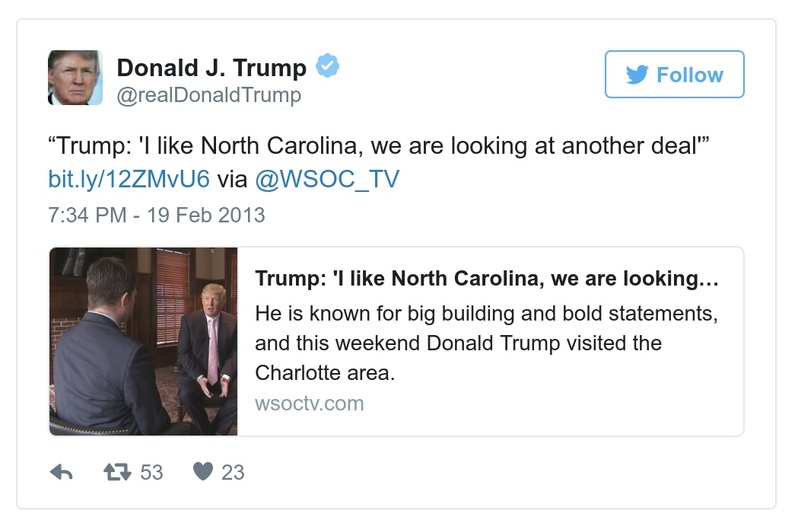 Donald J. Trump
@realDonaldTrump
Follow
“Trump: 'I like North Carolina, we are looking at another deal'”
bit.ly/12ZMvU6 via @WSOC_TV
7:34 PM - 19 Feb 2013
Trump: 'I like North Carolina, we are looking…
He is known for big building and bold statements,
and this weekend Donald Trump visited the
Charlotte area.
wsoctv.com
53
23